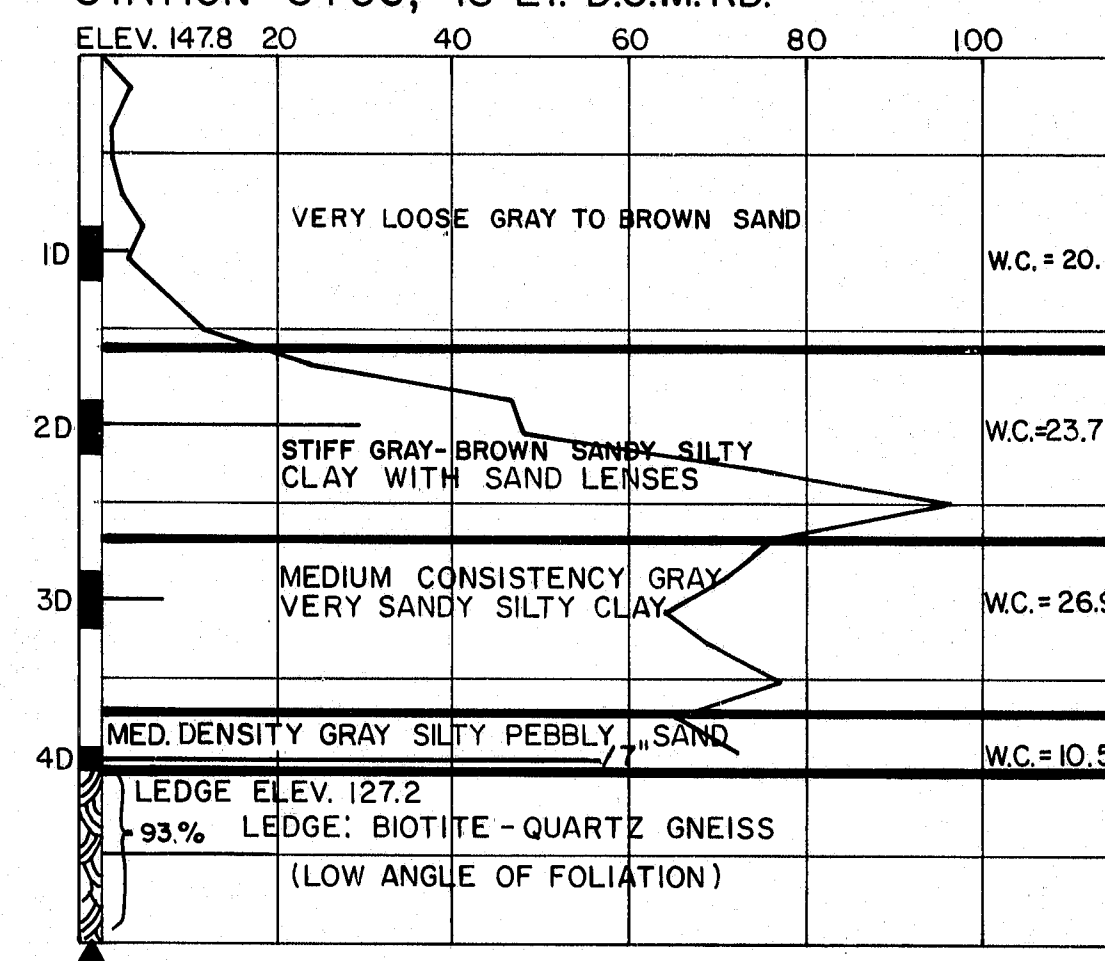 ELEV. 147.8 20 40 60 80 100
VERY LOOSE GRAY TO BROWN SAND
1D
W.C. = 20.
2D
W.C.=23.7
STIFF GRAY-BROWN SANDY SILTY
CLAY WITH SAND LENSES
MEDIUM CONSISTENCY GRAY
3D
VERY SANDY SILTY CLAY
W.C. = 26.9
MED. DENSITY GRAY SILTY PEBBLY SAND
4D
/7"
W.C. = 10.5
LEDGE ELEV. 127.2
93.% LEDGE: BIOTITE-QUARTZ GNEISS
(LOW ANGLE OF FOLIATION)